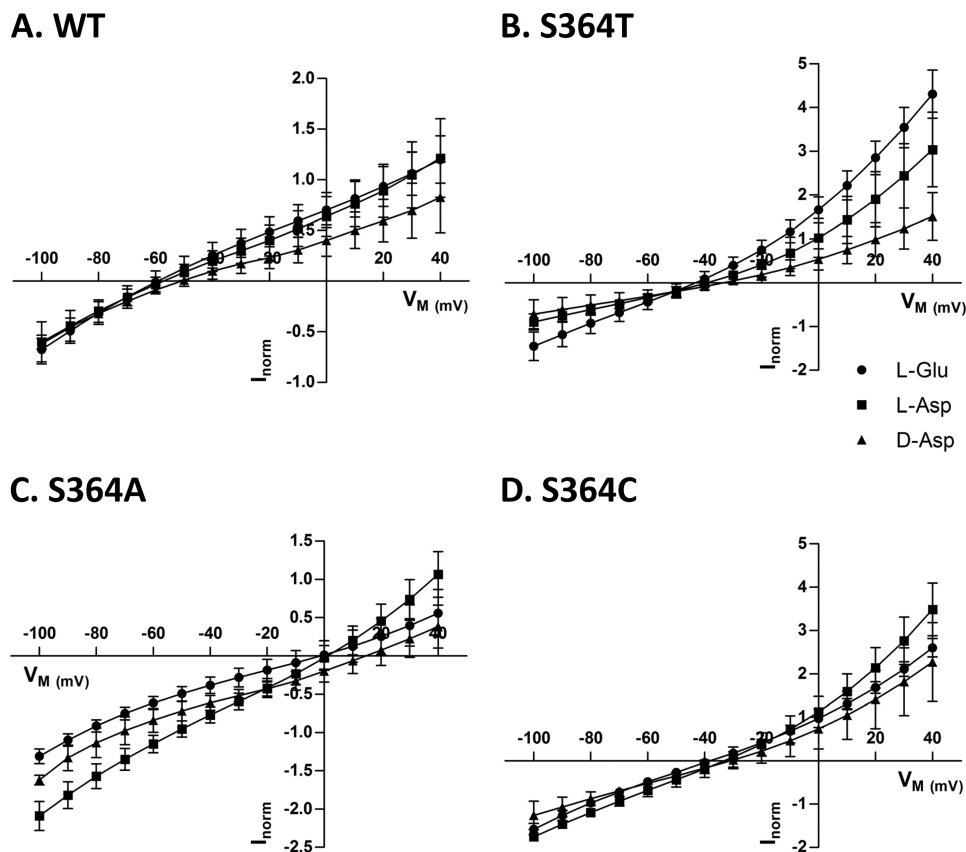 A. WT
B. S364T
2.0
1.5
1.0
0.5
-100 -80 -60 -40 -20 20 40
-0.5
-1.0
V_M (mV)
I_norm
5
4
3
2
1
-100 -80 -60 -40 -20 20 40
-1
-2
V_M (mV)
I_norm
L-Glu
L-Asp
D-Asp
C. S364A
D. S364C
1.5
1.0
0.5
-100 -80 -60 -40 -20 20 40
-0.5
-1.0
-1.5
-2.0
-2.5
V_M (mV)
I_norm
5
4
3
2
1
-100 -80 -60 -40 -20 20 40
-1
-2
V_M (mV)
I_norm